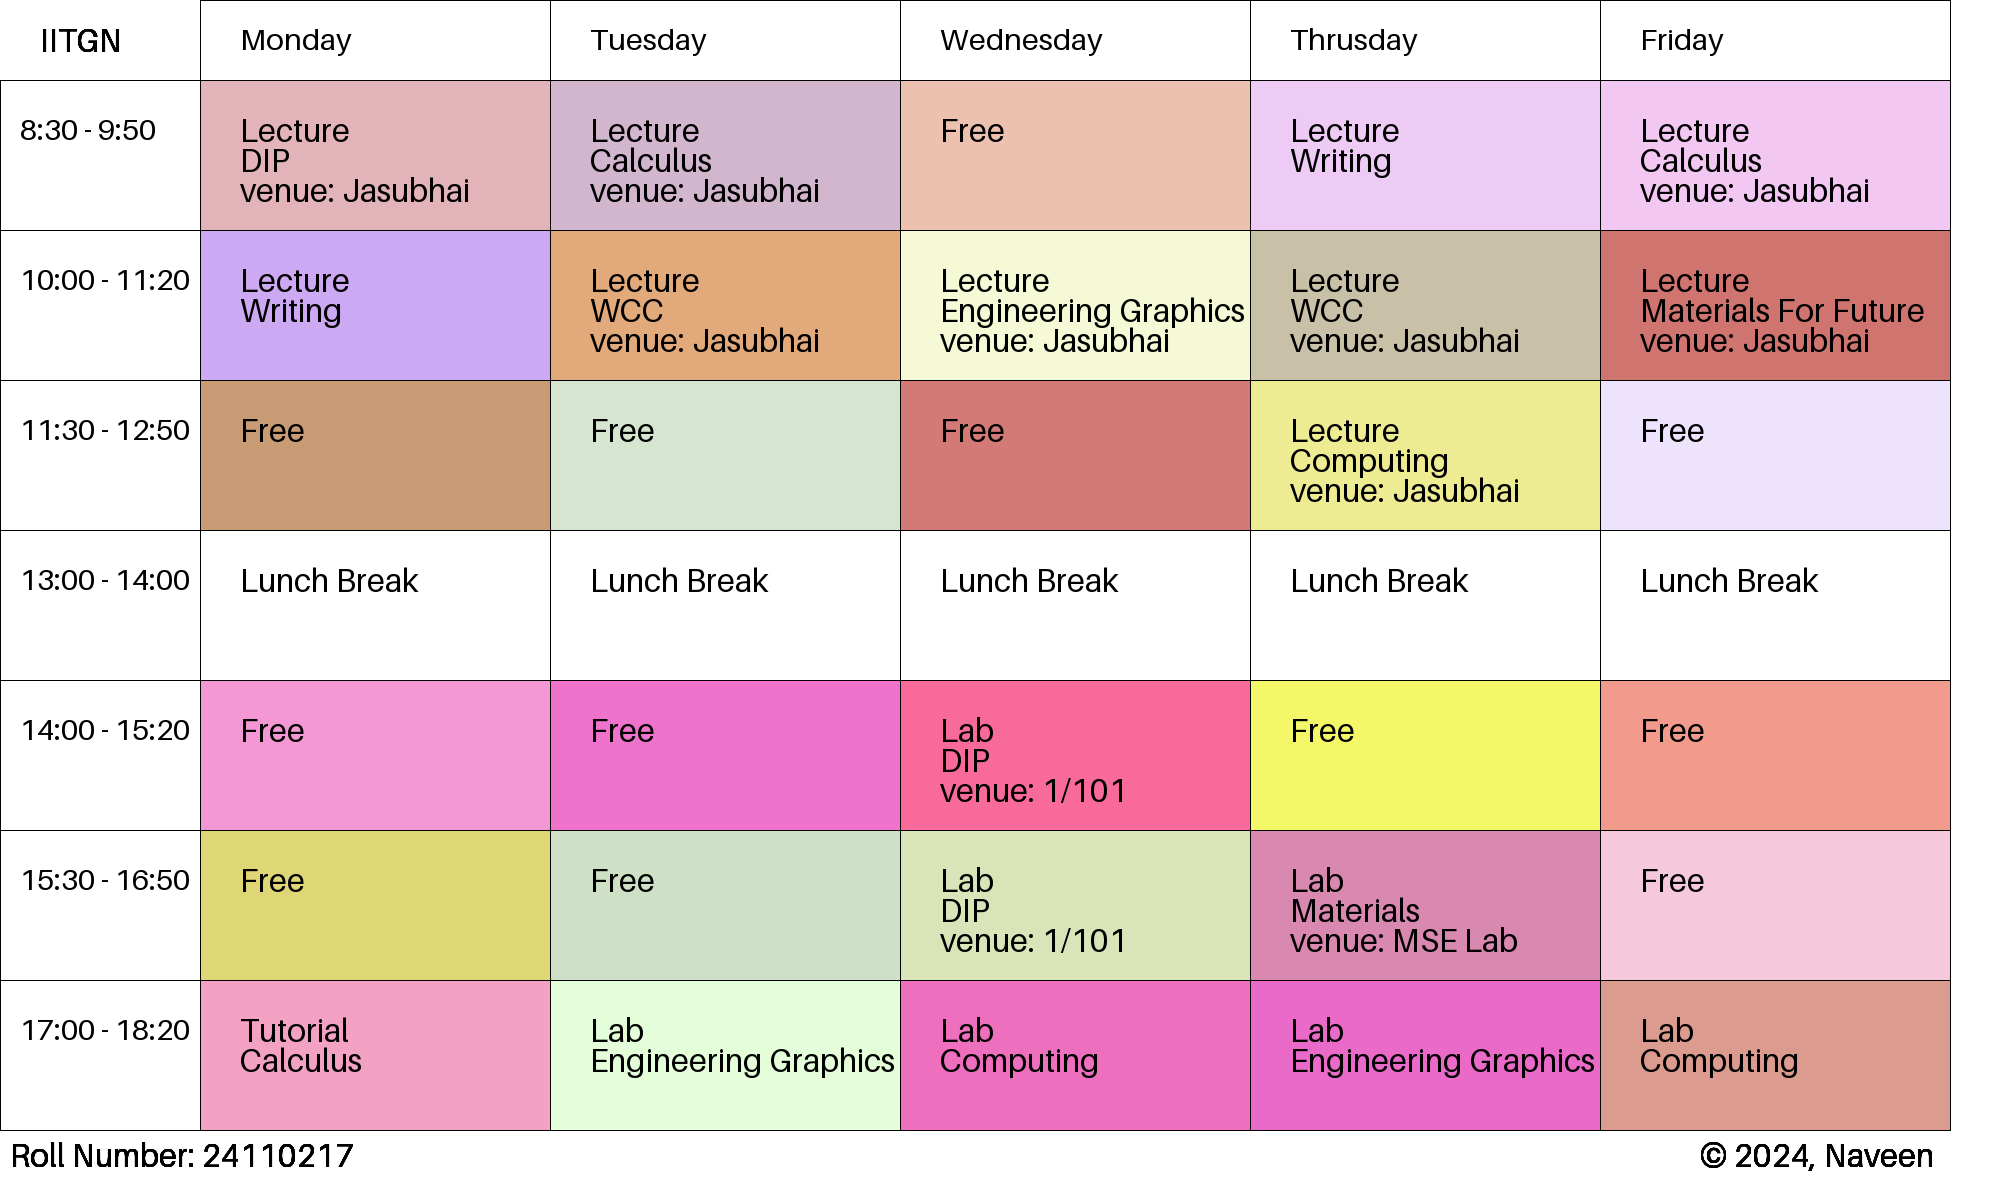 IITGN
Monday
Tuesday
Wednesday
Thrusday
Friday
8:30 - 9:50
Lecture
DIP
venue: Jasubhai
Lecture
Calculus
venue: Jasubhai
Free
Lecture
Writing
Lecture
Calculus
venue: Jasubhai
10:00 - 11:20
Lecture
Writing
Lecture
WCC
venue: Jasubhai
Lecture
Engineering Graphics
venue: Jasubhai
Lecture
WCC
venue: Jasubhai
Lecture
Materials For Future
venue: Jasubhai
11:30 - 12:50
Free
Free
Free
Lecture
Computing
venue: Jasubhai
Free
13:00 - 14:00
Lunch Break
Lunch Break
Lunch Break
Lunch Break
Lunch Break
14:00 - 15:20
Free
Free
Lab
DIP
venue: 1/101
Free
Free
15:30 - 16:50
Free
Free
Lab
DIP
venue: 1/101
Lab
Materials
venue: MSE Lab
Free
17:00 - 18:20
Tutorial
Calculus
Lab
Engineering Graphics
Lab
Computing
Lab
Engineering Graphics
Lab
Computing
Roll Number: 24110217
© 2024, Naveen